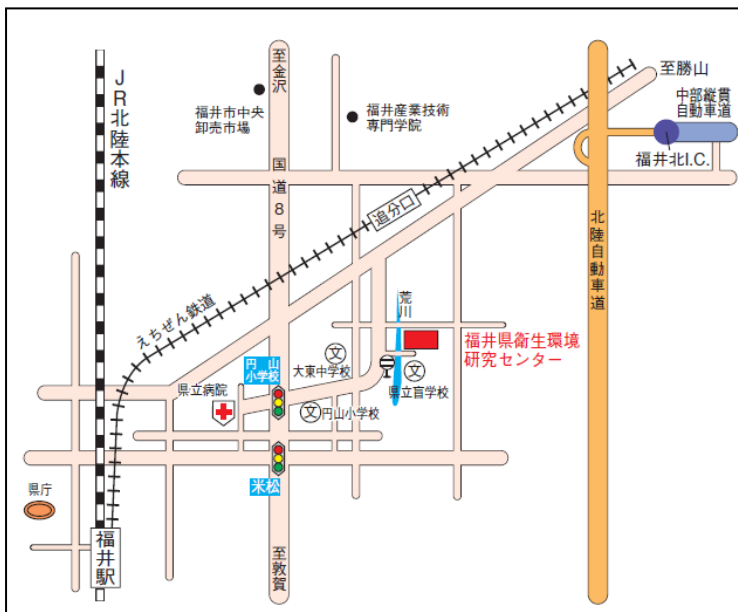 JR北陸本線
至金沢
福井市中央
卸売市場
福井産業技術
専門学院
至勝山
中部縦貫
自動車道
福井北I.C.
国道8号
追分口
北陸自動車道
えちぜん鉄道
荒川
福井県衛生環境
研究センター
円山
小学校
文
大東中学校
県立病院
文
県立盲学校
文
円山小学校
米松
県庁
福井駅
至敦賀